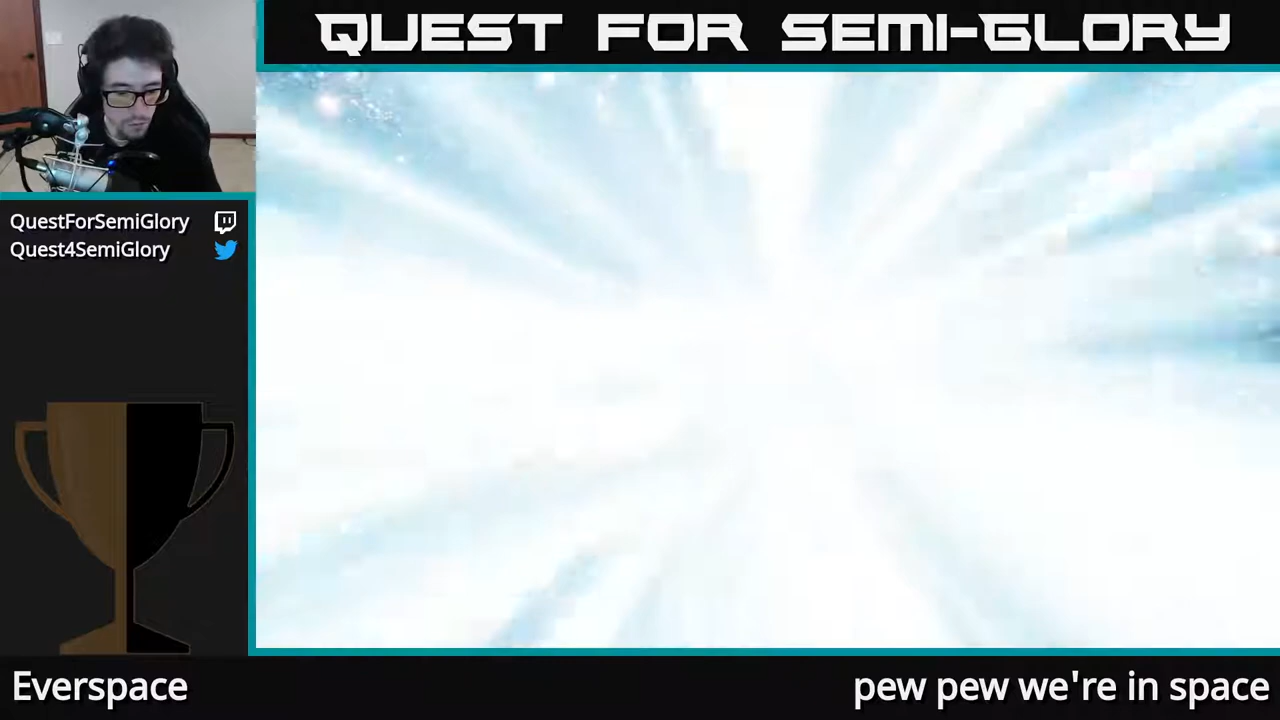 QUEST FOR SEMI-GLORY
QuestForSemiGlory
Quest4SemiGlory
Everspace
pew pew we're in space